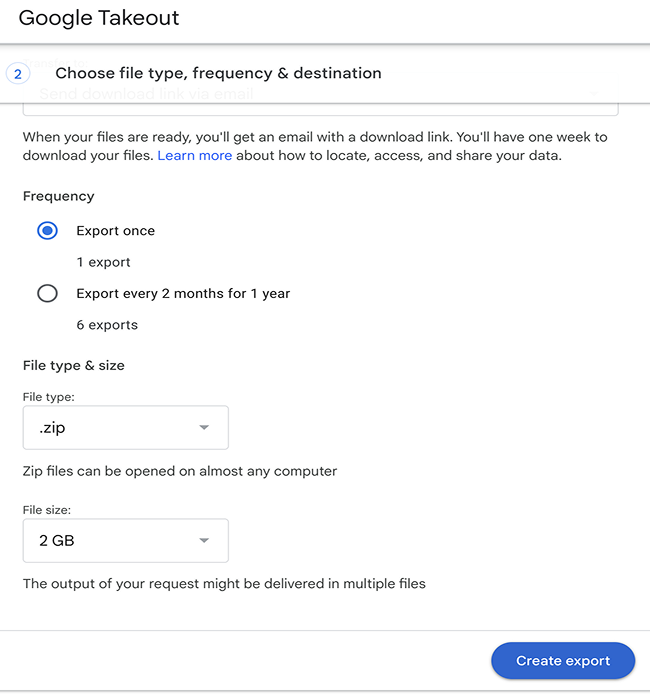 Google Takeout
2
Choose file type, frequency & destination
Send download link via email
When your files are ready, you'll get an email with a download link. You'll have one week to
download your files. Learn more about how to locate, access, and share your data.
Frequency
Export once
1 export
Export every 2 months for 1 year
6 exports
File type & size
File type:
.zip
Zip files can be opened on almost any computer
File size:
2 GB
The output of your request might be delivered in multiple files
Create export